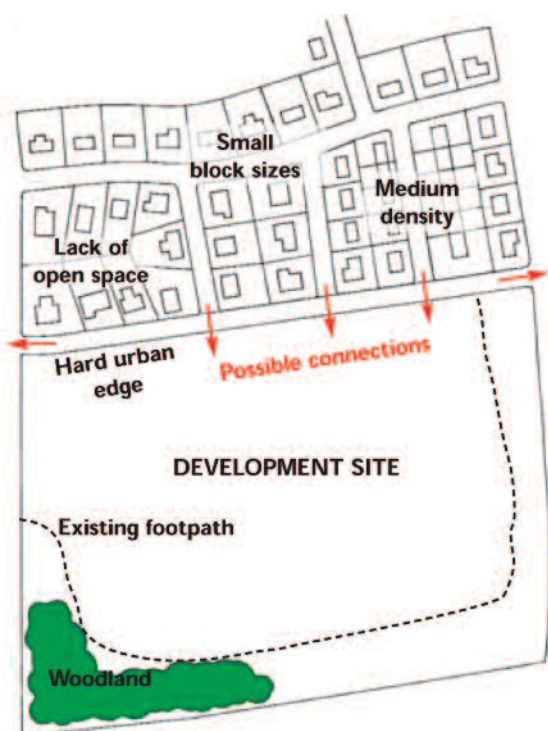 Small
block sizes
Medium
density
Lack of
open space
Hard urban
edge
Possible connections
DEVELOPMENT SITE
Existing footpath
Woodland